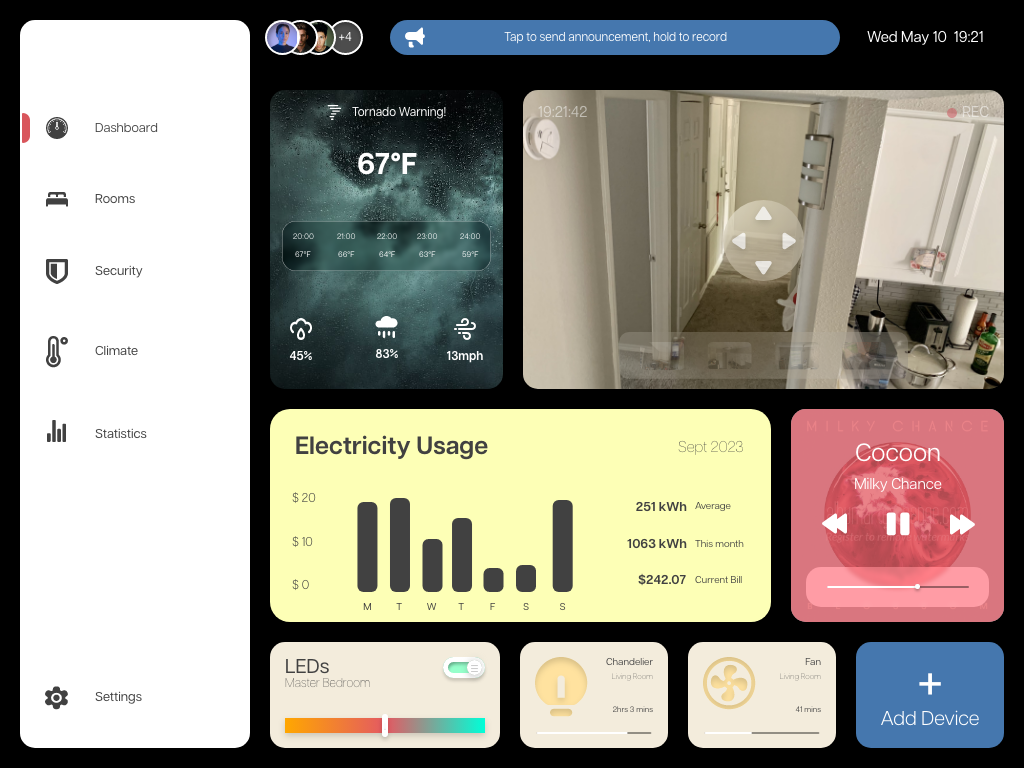 +4
Tap to send announcement, hold to record
Wed May 10 19:21
Dashboard
Rooms
Security
Climate
Statistics
Settings
Tornado Warning!
67°F
20:00 21:00 22:00 23:00 24:00
67°F 66°F 64°F 63°F 59°F
45% 83% 13mph
19:21:42
REC
Electricity Usage
Sept 2023
$ 20
$ 10
$ 0
M T W T F S S
251 kWh Average
1063 kWh This month
$242.07 Current Bill
MILKY CHANCE
Cocoon
Milky Chance
LEDs
Master Bedroom
Chandelier
Living Room
2hrs 3 mins
Fan
Living Room
41 mins
+
Add Device